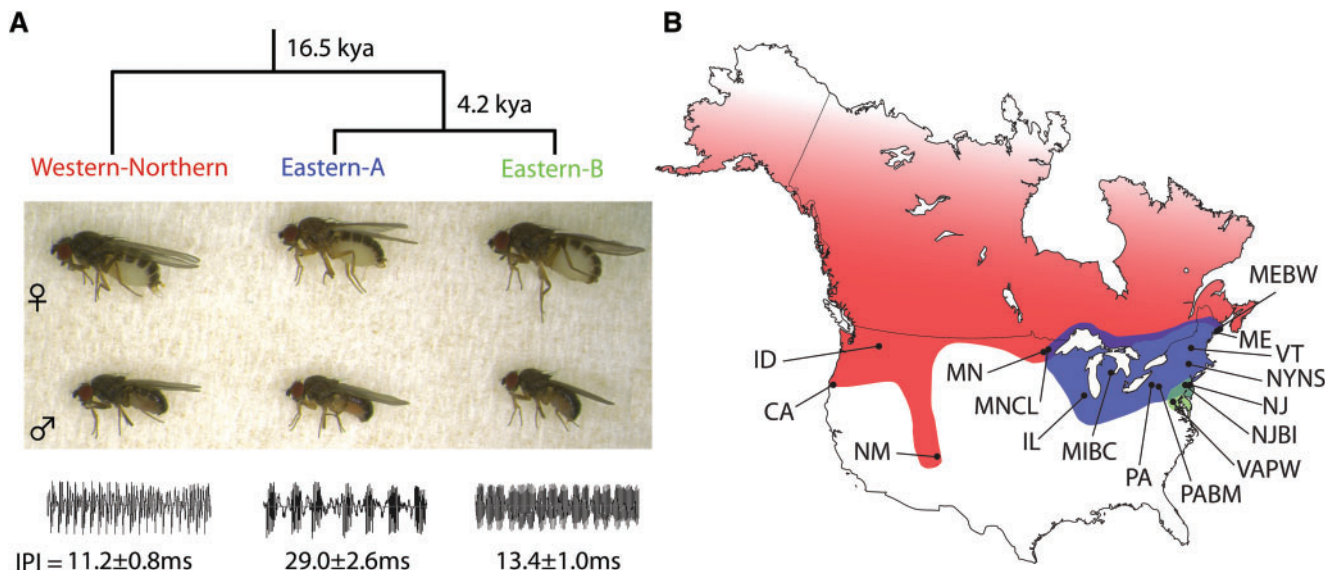 A
16.5 kya
4.2 kya
Western-Northern Eastern-A Eastern-B
♀
♂
IPI = 11.2±0.8ms 29.0±2.6ms 13.4±1.0ms
B
MEBW
ME
ID
VT
MN
NYNS
CA
MNCL
NJ
IL
MIBC
NJBI
NM
PA
VAPW
PABM